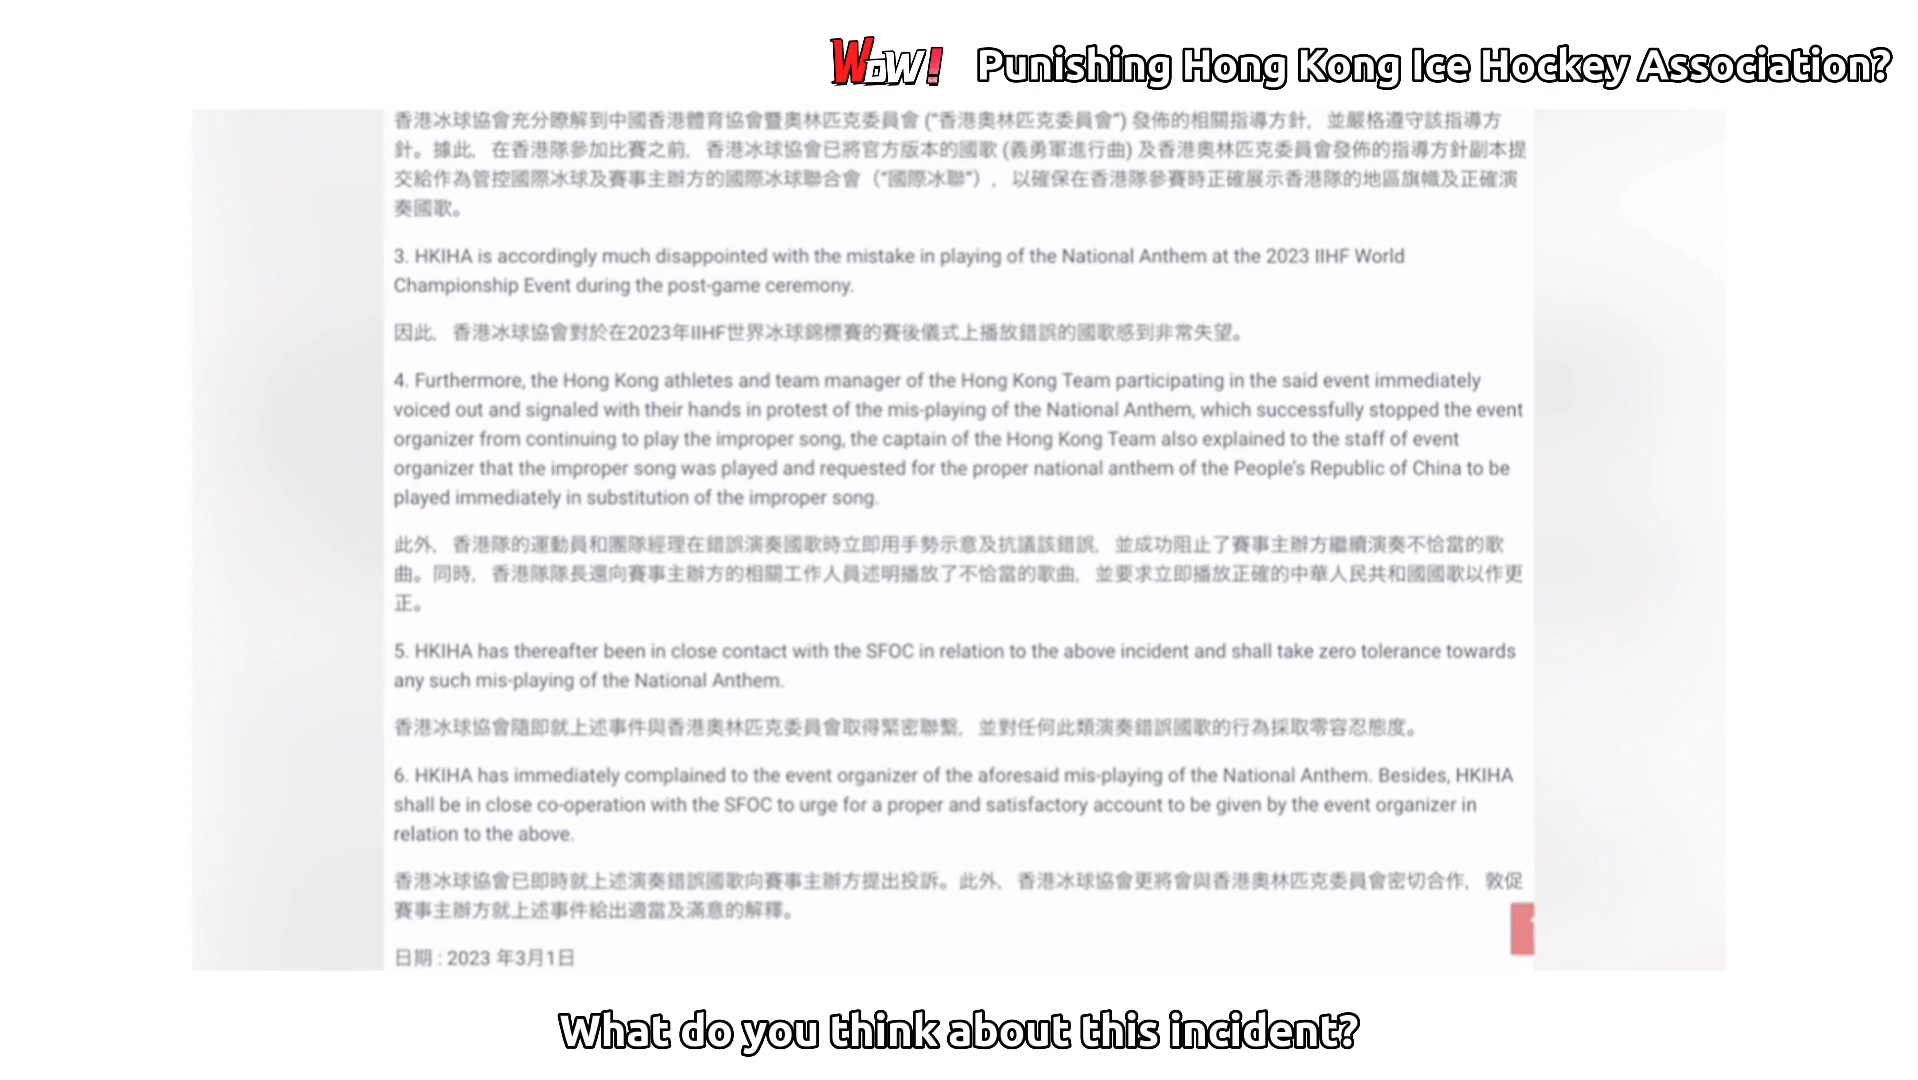 WOW! Punishing Hong Kong Ice Hockey Association?
香港冰球協會充分瞭解到中國香港體育協會暨奧林匹克委員會 ("香港奧林匹克委員會") 發佈的相關指導方針，並嚴格遵守該指導方
針。據此，在香港隊參加比賽之前，香港冰球協會已將官方版本的國歌 (義勇軍進行曲) 及香港奧林匹克委員會發佈的指導方針副本提
交給作為管控國際冰球及賽事主辦方的國際冰球聯合會（"國際冰聯"），以確保在香港隊參賽時正確展示香港隊的地區旗幟及正確演
奏國歌。
3. HKIHA is accordingly much disappointed with the mistake in playing of the National Anthem at the 2023 IIHF World
Championship Event during the post-game ceremony.
因此，香港冰球協會對於在2023年IIHF世界冰球錦標賽的賽後儀式上播放錯誤的國歌感到非常失望。
4. Furthermore, the Hong Kong athletes and team manager of the Hong Kong Team participating in the said event immediately
voiced out and signaled with their hands in protest of the mis-playing of the National Anthem, which successfully stopped the event
organizer from continuing to play the improper song, the captain of the Hong Kong Team also explained to the staff of event
organizer that the improper song was played and requested for the proper national anthem of the People's Republic of China to be
played immediately in substitution of the improper song.
此外，香港隊的運動員和團隊經理在錯誤演奏國歌時立即用手勢示意及抗議該錯誤，並成功阻止了賽事主辦方繼續演奏不恰當的歌
曲。同時，香港隊隊長還向賽事主辦方的相關工作人員述明播放了不恰當的歌曲，並要求立即播放正確的中華人民共和國國歌以作更
正。
5. HKIHA has thereafter been in close contact with the SFOC in relation to the above incident and shall take zero tolerance towards
any such mis-playing of the National Anthem.
香港冰球協會隨即就上述事件與香港奧林匹克委員會取得緊密聯繫，並對任何此類演奏錯誤國歌的行為採取零容忍態度。
6. HKIHA has immediately complained to the event organizer of the aforesaid mis-playing of the National Anthem. Besides, HKIHA
shall be in close co-operation with the SFOC to urge for a proper and satisfactory account to be given by the event organizer in
relation to the above.
香港冰球協會已即時就上述演奏錯誤國歌向賽事主辦方提出投訴。此外，香港冰球協會更將會與香港奧林匹克委員會密切合作，敦促
賽事主辦方就上述事件給出適當及滿意的解釋。
日期 : 2023 年3月1日
What do you think about this incident?